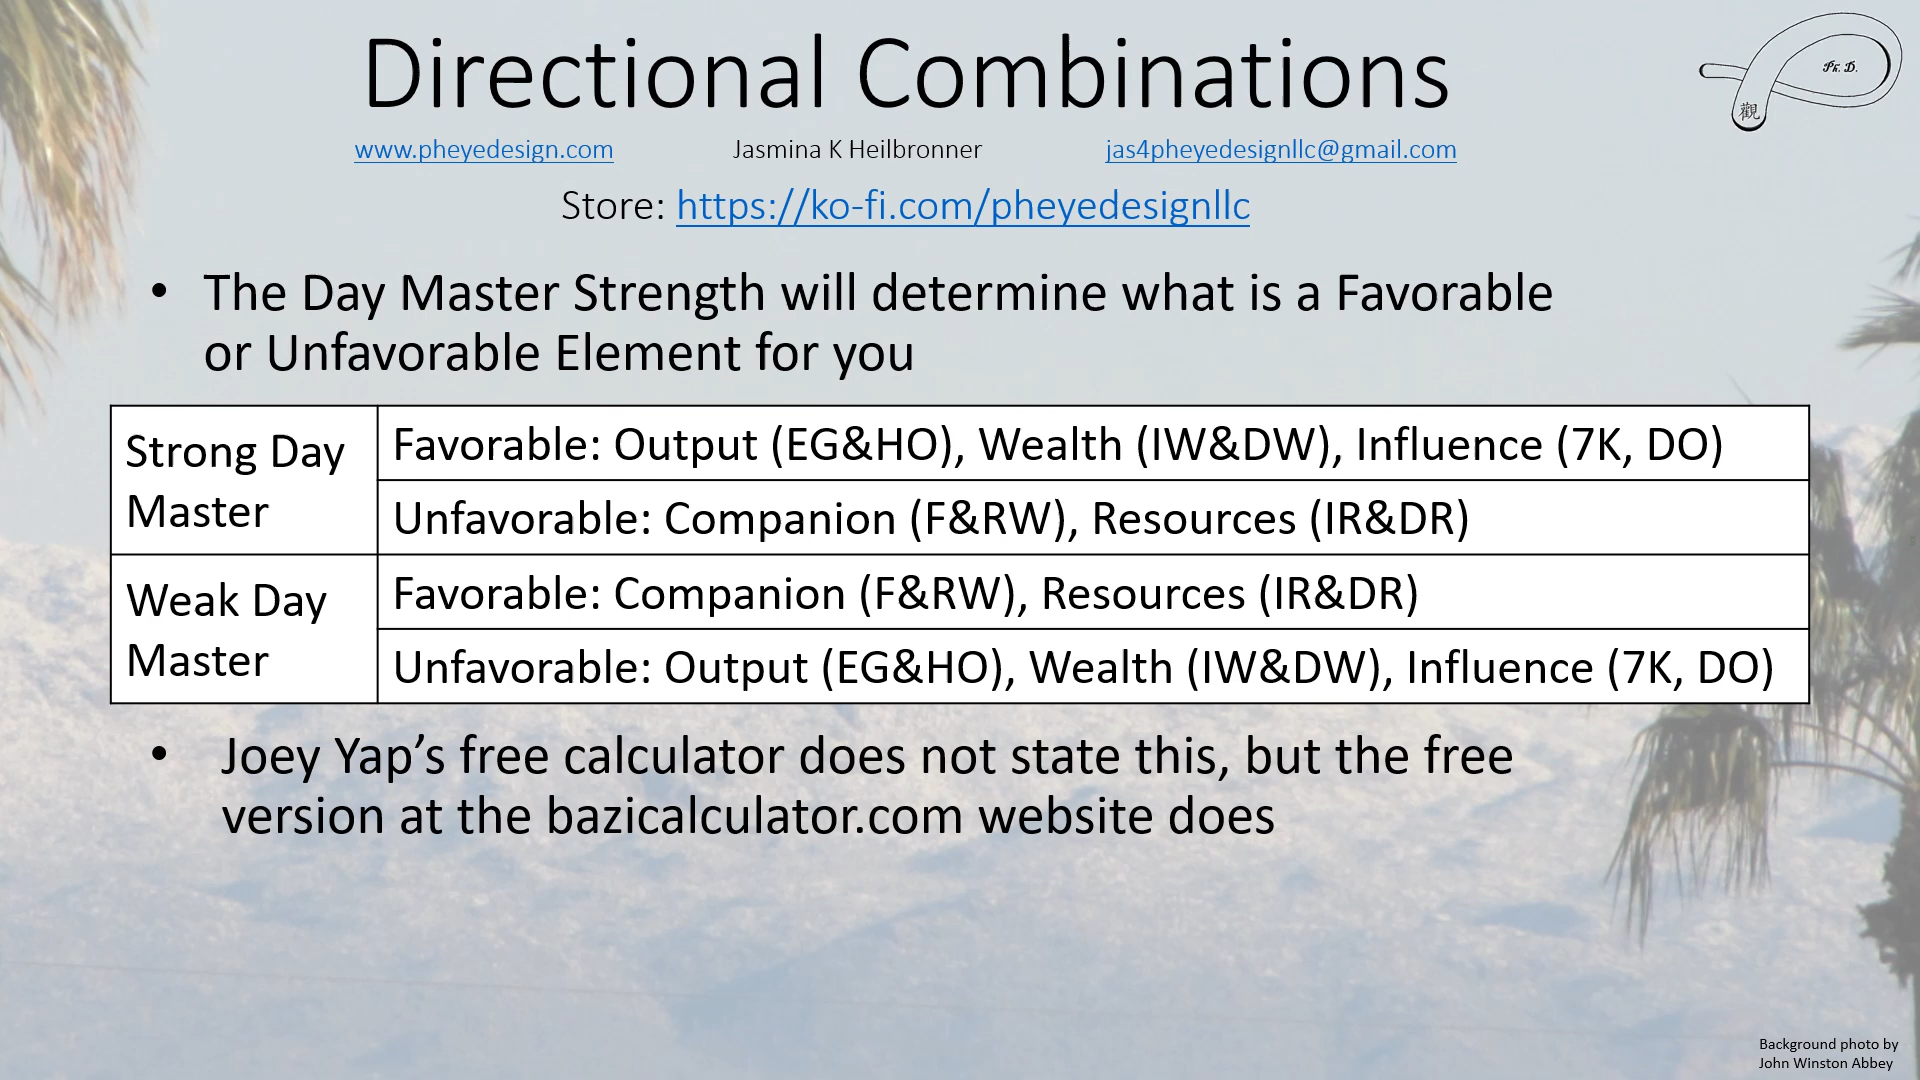 Directional Combinations
Ph.D.
觀
www.pheyedesign.com Jasmina K Heilbronner jas4pheyedesignllc@gmail.com
Store: https://ko-fi.com/pheyedesignllc
• The Day Master Strength will determine what is a Favorable
or Unfavorable Element for you
Strong Day
Master
Favorable: Output (EG&HO), Wealth (IW&DW), Influence (7K, DO)
Unfavorable: Companion (F&RW), Resources (IR&DR)
Weak Day
Master
Favorable: Companion (F&RW), Resources (IR&DR)
Unfavorable: Output (EG&HO), Wealth (IW&DW), Influence (7K, DO)
• Joey Yap’s free calculator does not state this, but the free
version at the bazicalculator.com website does
Background photo by
John Winston Abbey